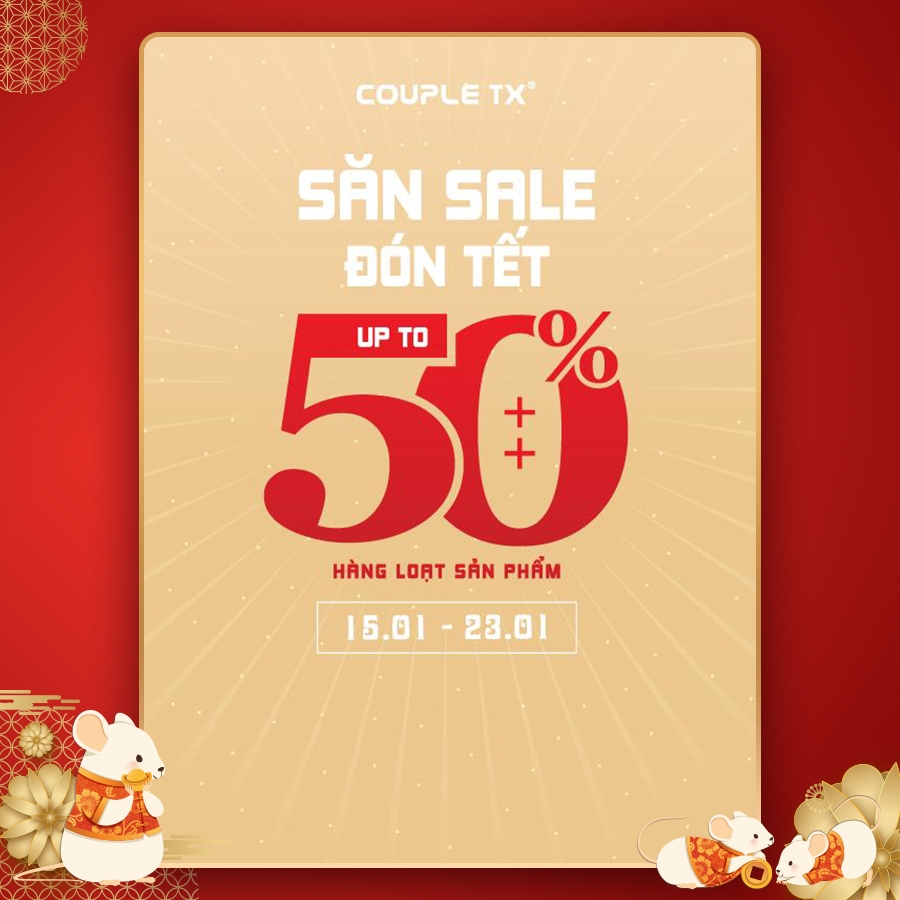 COUPLE TX®
SĂN SALE
ĐÓN TẾT
UP TO
50%
++
HÀNG LOẠT SẢN PHẨM
15.01 - 23.01